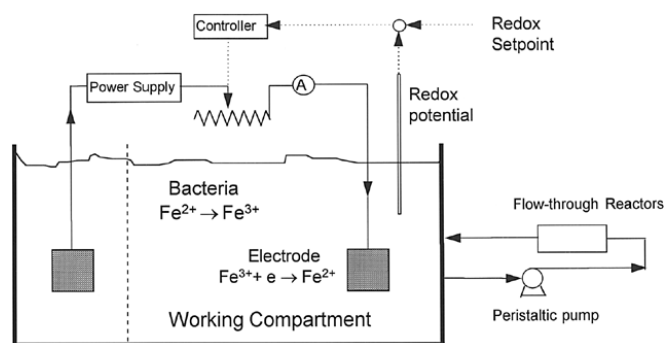 Controller
Redox
Setpoint
Power Supply
A
Redox
potential
Bacteria
Fe²⁺ → Fe³⁺
Flow-through Reactors
Electrode
Fe³⁺+ e → Fe²⁺
Working Compartment
Peristaltic pump